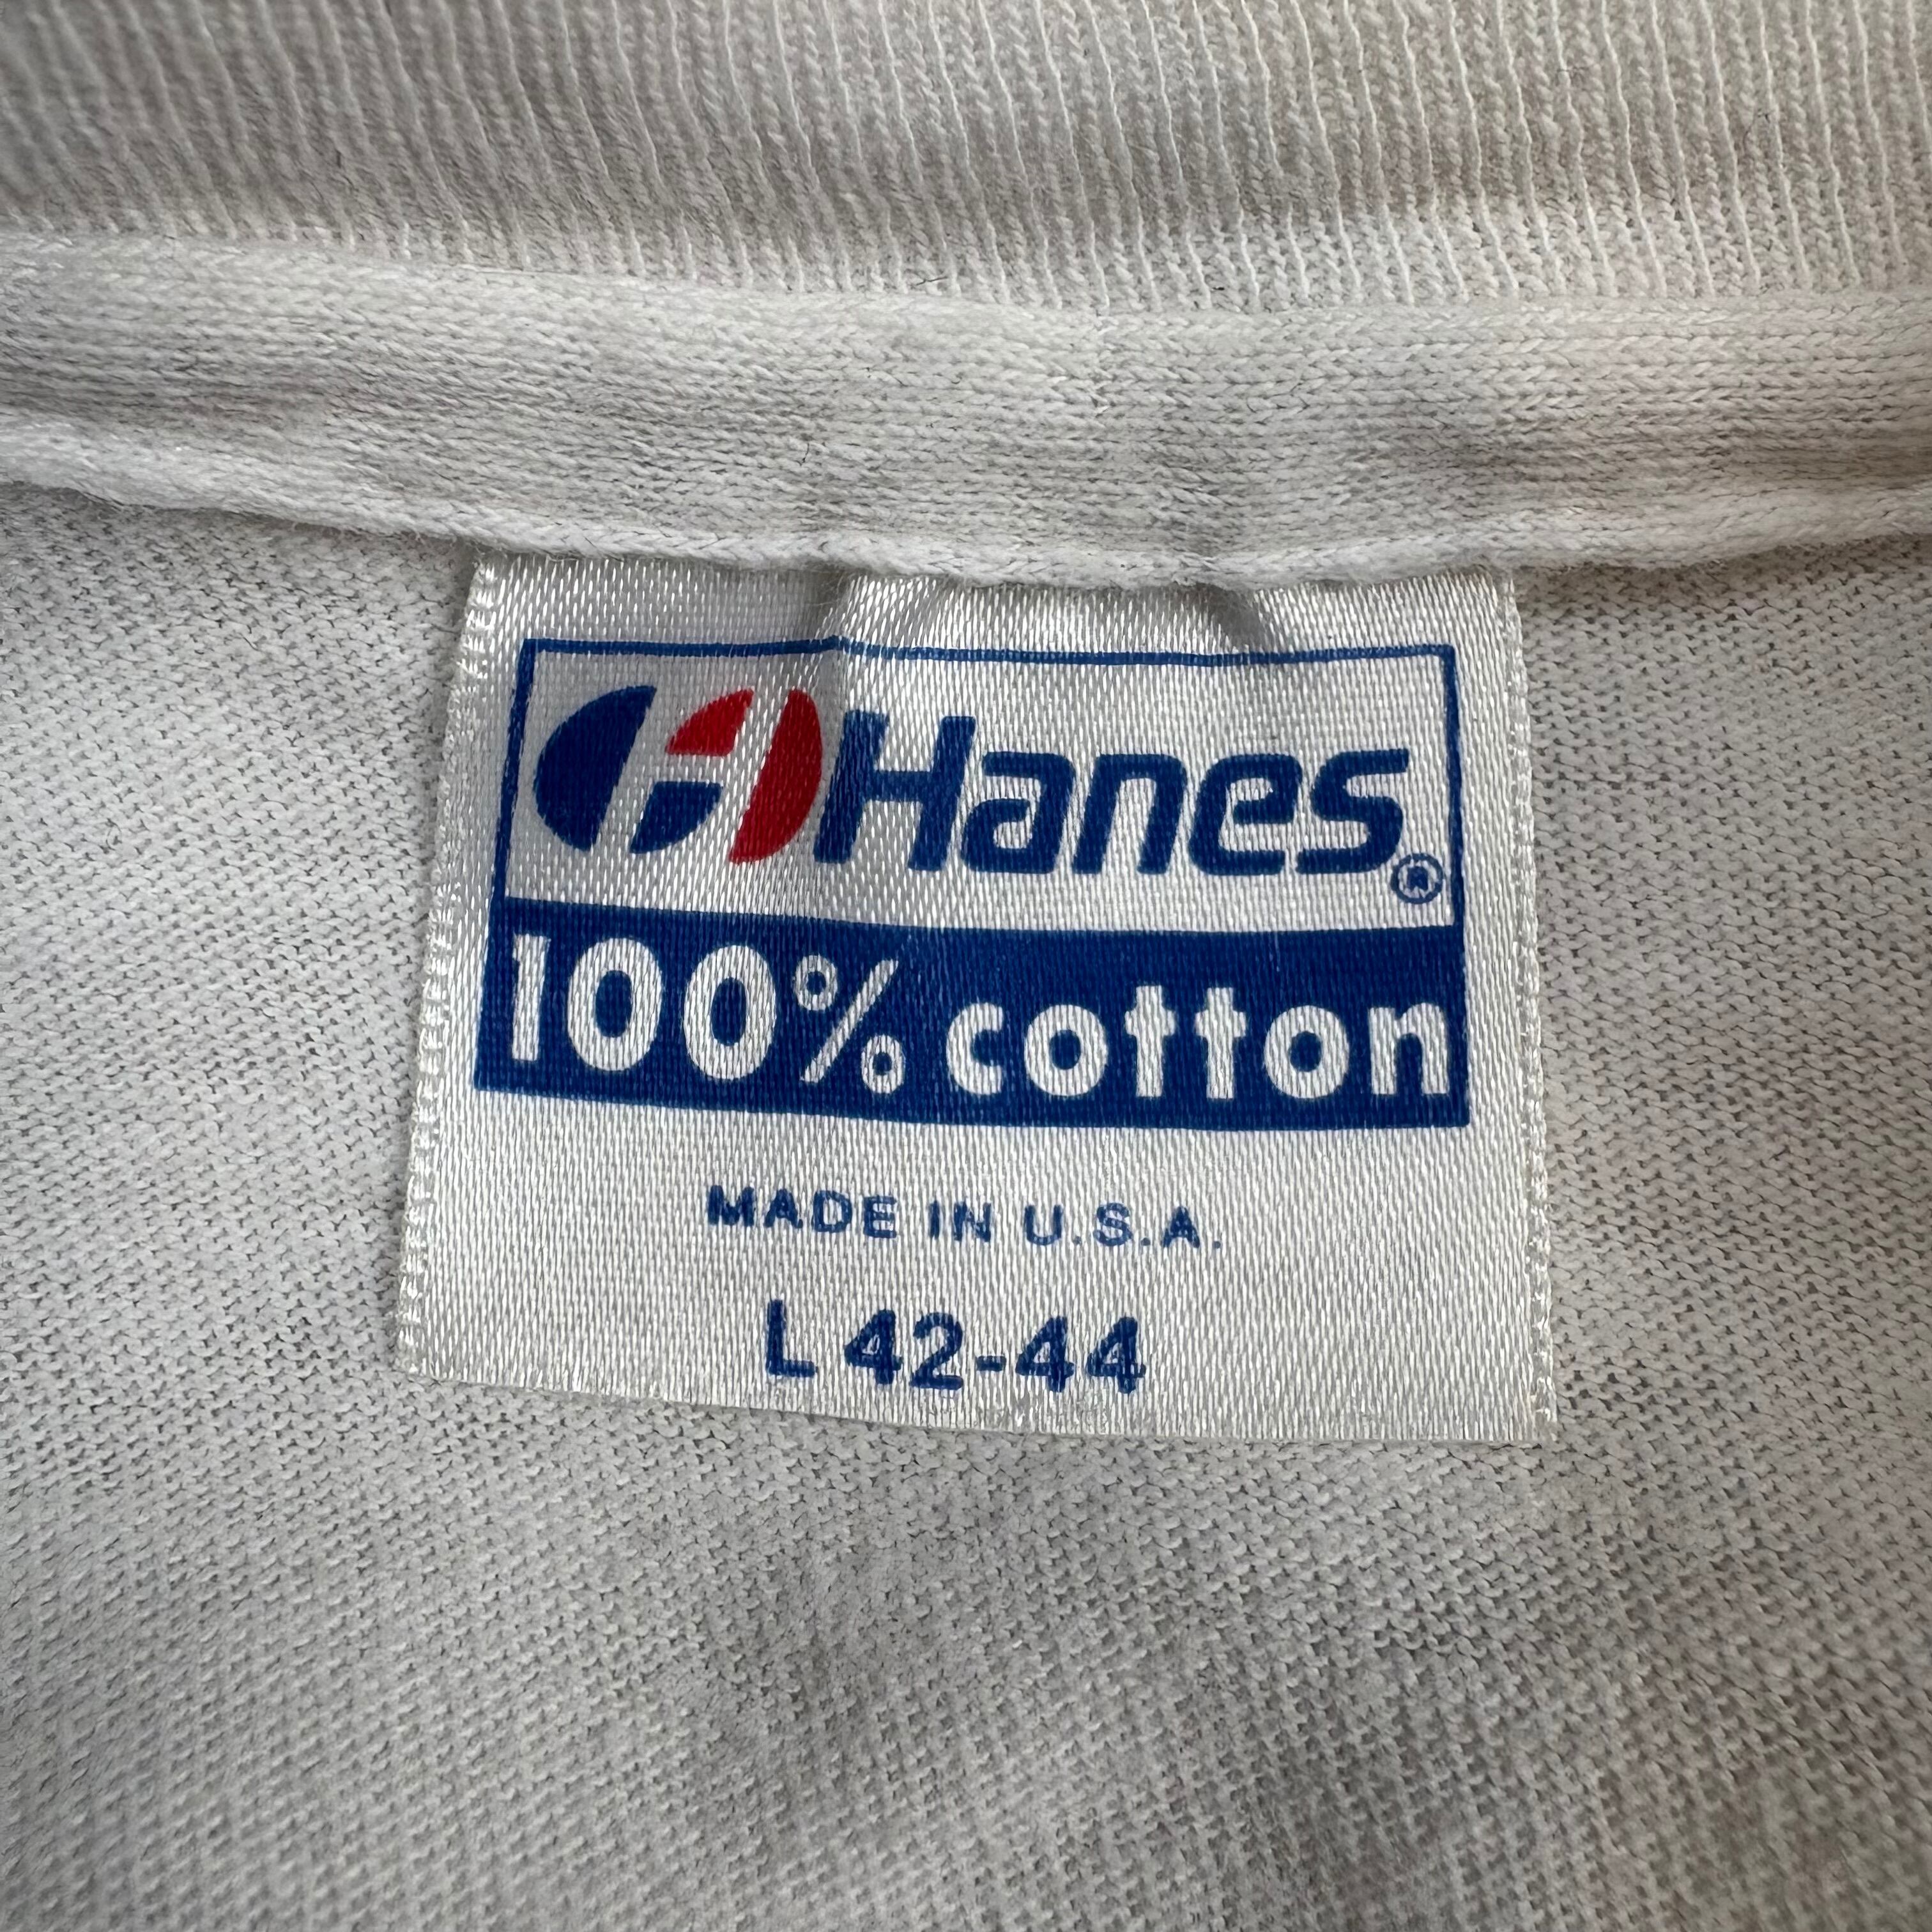 Hanes®
100% cotton
MADE IN U.S.A.
L 42-44